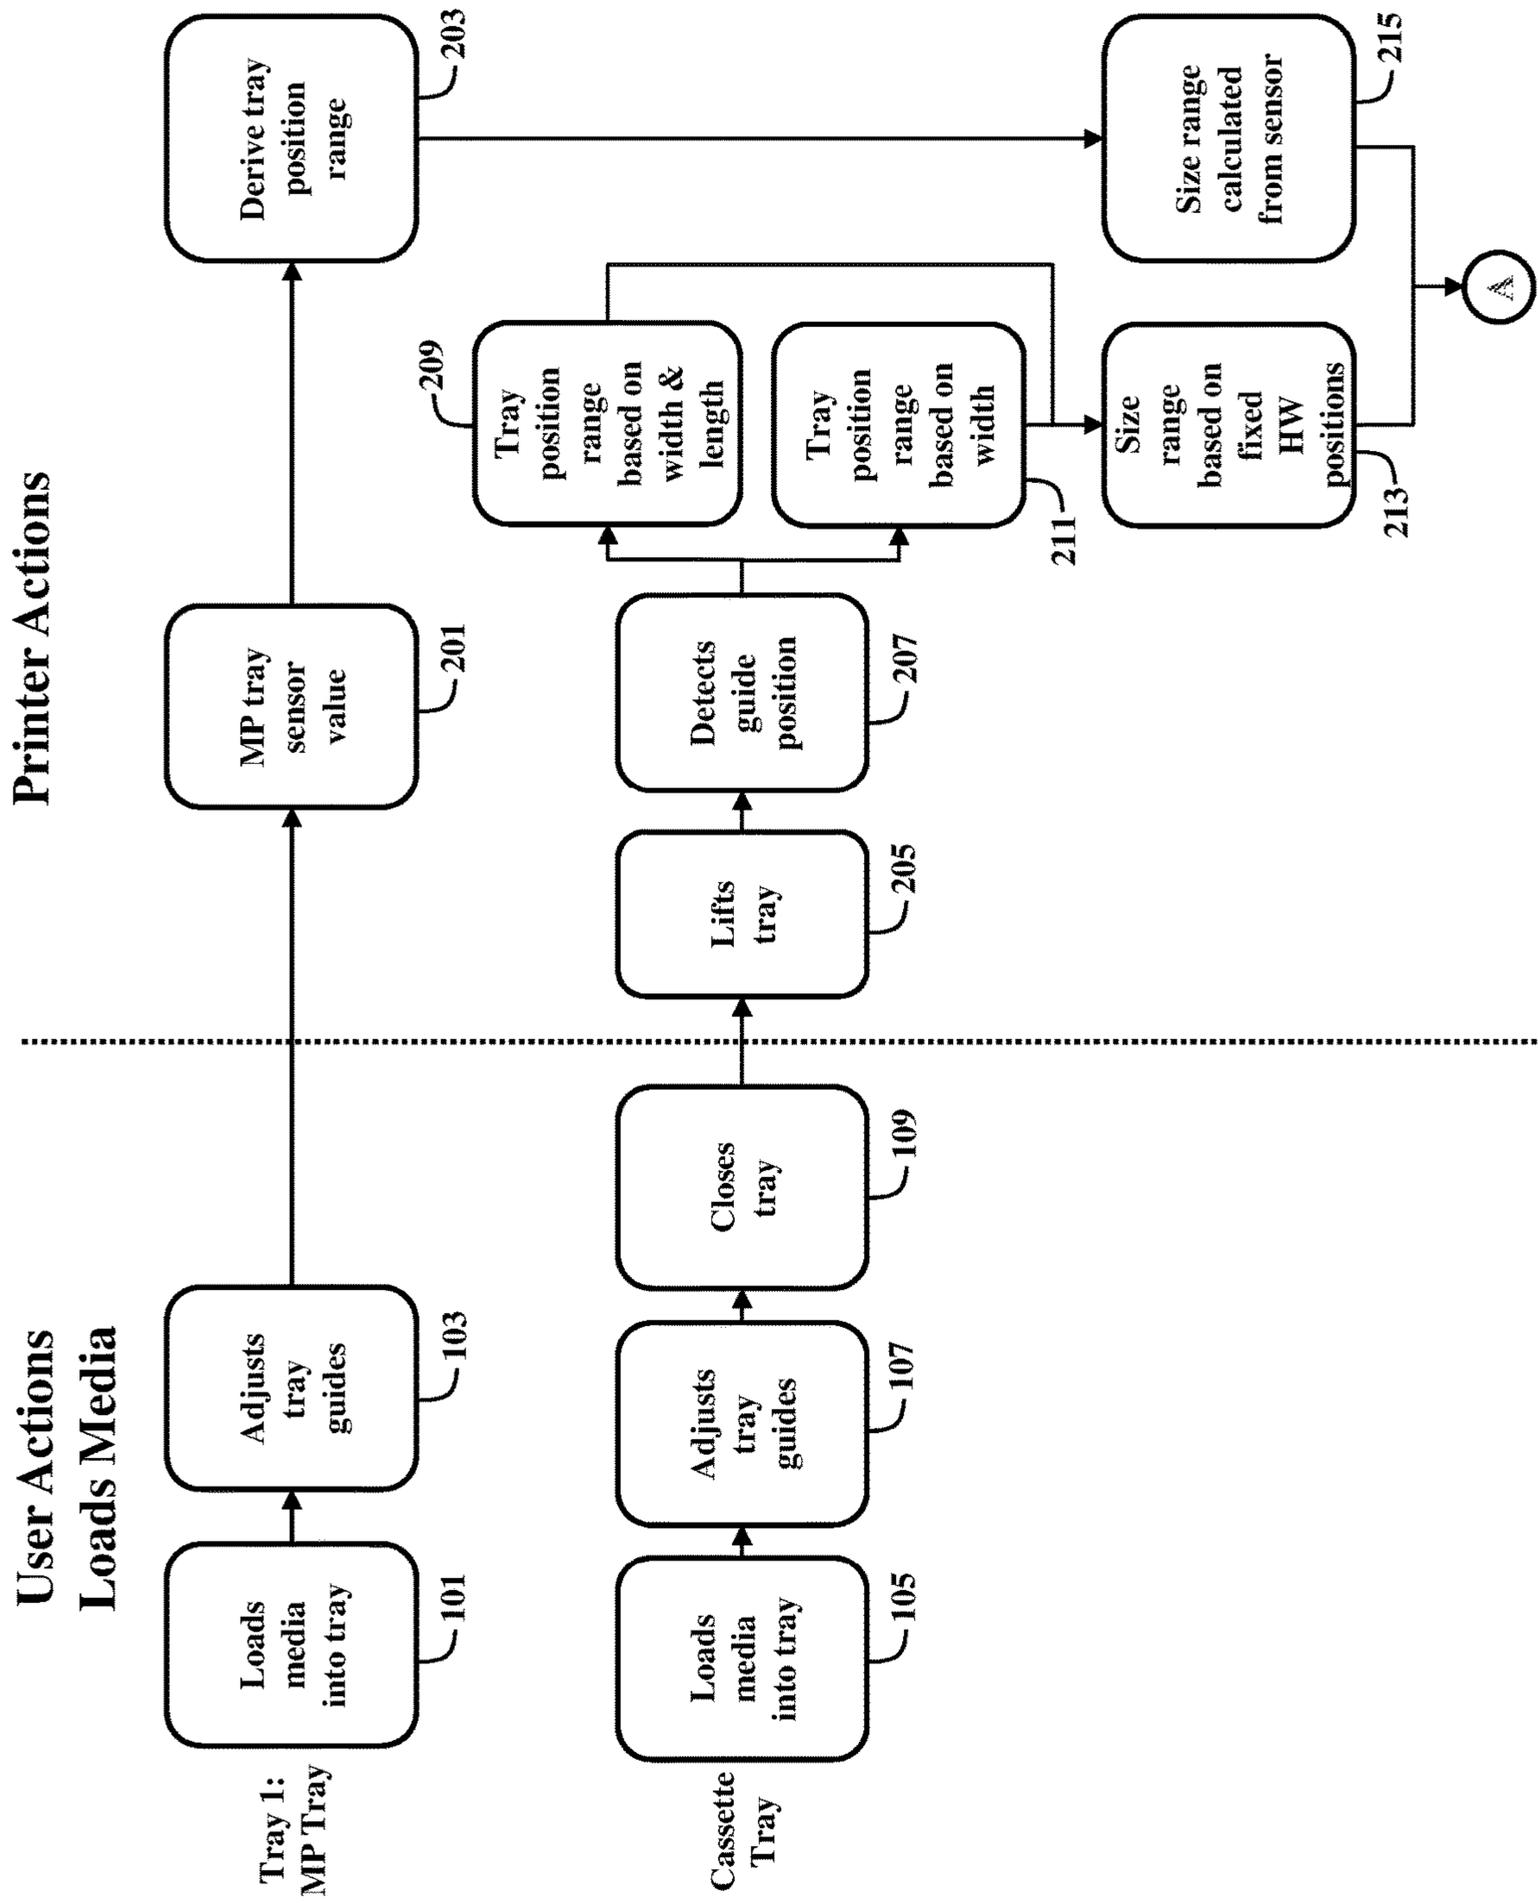 User Actions
Loads Media
Printer Actions
Tray 1:
MP Tray
Loads
media
into tray
101
Adjusts
tray
guides
103
MP tray
sensor
value
201
Derive tray
position
range
203
Cassette
Tray
Loads
media
into tray
105
Adjusts
tray
guides
107
Closes
tray
109
Lifts
tray
205
Detects
guide
position
207
Tray
position
range
based on
width &
length
209
Tray
position
range
based on
width
211
Size
range
based on
fixed
HW
positions
213
Size range
calculated
from sensor
215
A